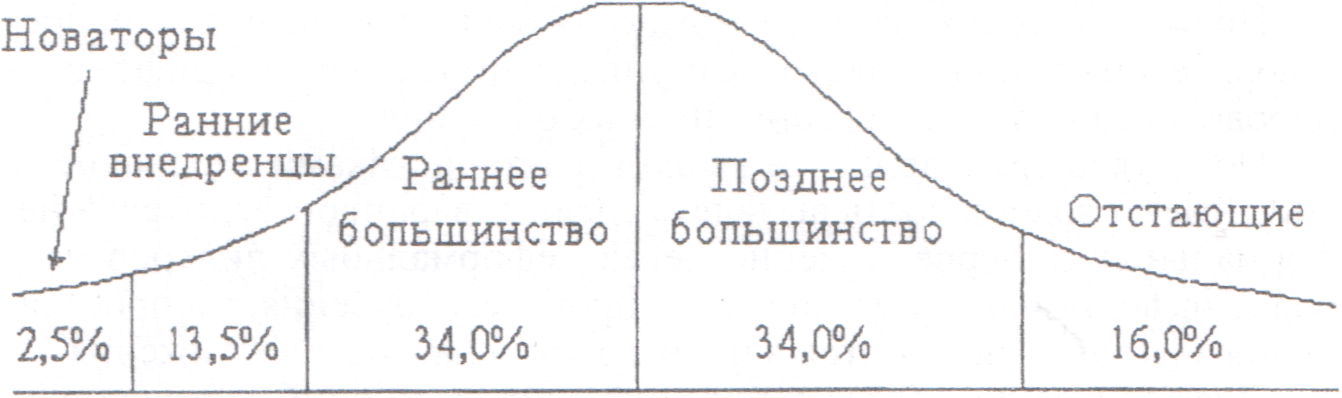 Новаторы
Ранние
внедренцы
Раннее
большинство
Позднее
большинство
Отстающие
2,5%
13,5%
34,0%
34,0%
16,0%